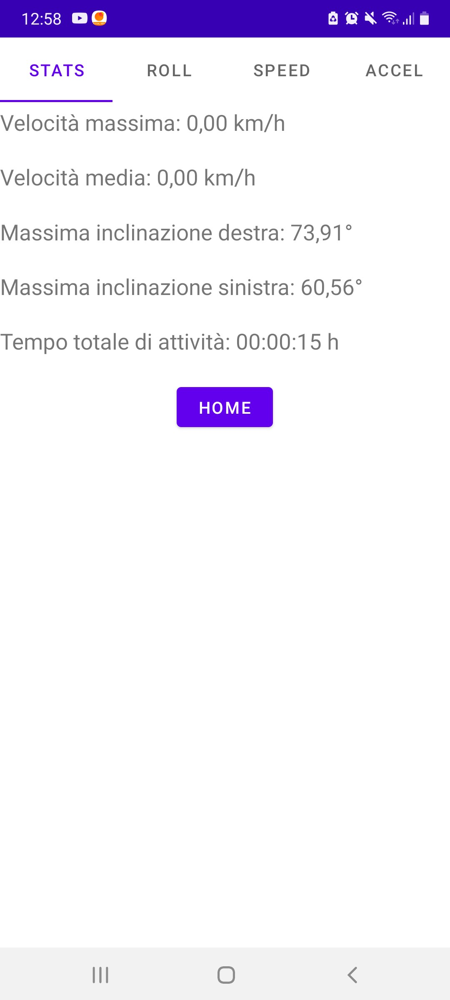 12:58
STATS ROLL SPEED ACCEL
Velocità massima: 0,00 km/h
Velocità media: 0,00 km/h
Massima inclinazione destra: 73,91°
Massima inclinazione sinistra: 60,56°
Tempo totale di attività: 00:00:15 h
HOME